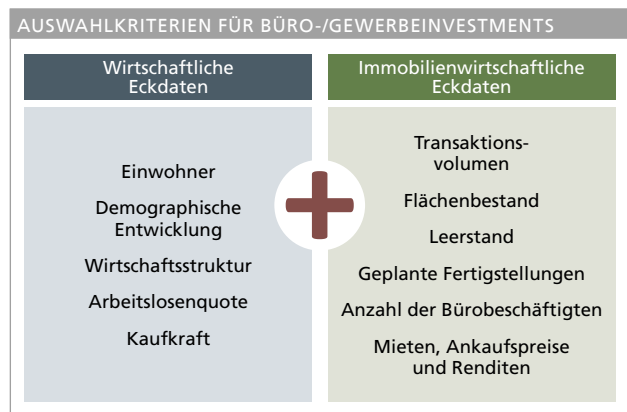 AUSWAHLKRITERIEN FÜR BÜRO-/GEWERBEINVESTMENTS
Wirtschaftliche
Eckdaten
Einwohner
Demographische
Entwicklung
Wirtschaftsstruktur
Arbeitslosenquote
Kaufkraft
Immobilienwirtschaftliche
Eckdaten
Transaktions-
volumen
Flächenbestand
Leerstand
Geplante Fertigstellungen
Anzahl der Bürobeschäftigten
Mieten, Ankaufspreise
und Renditen